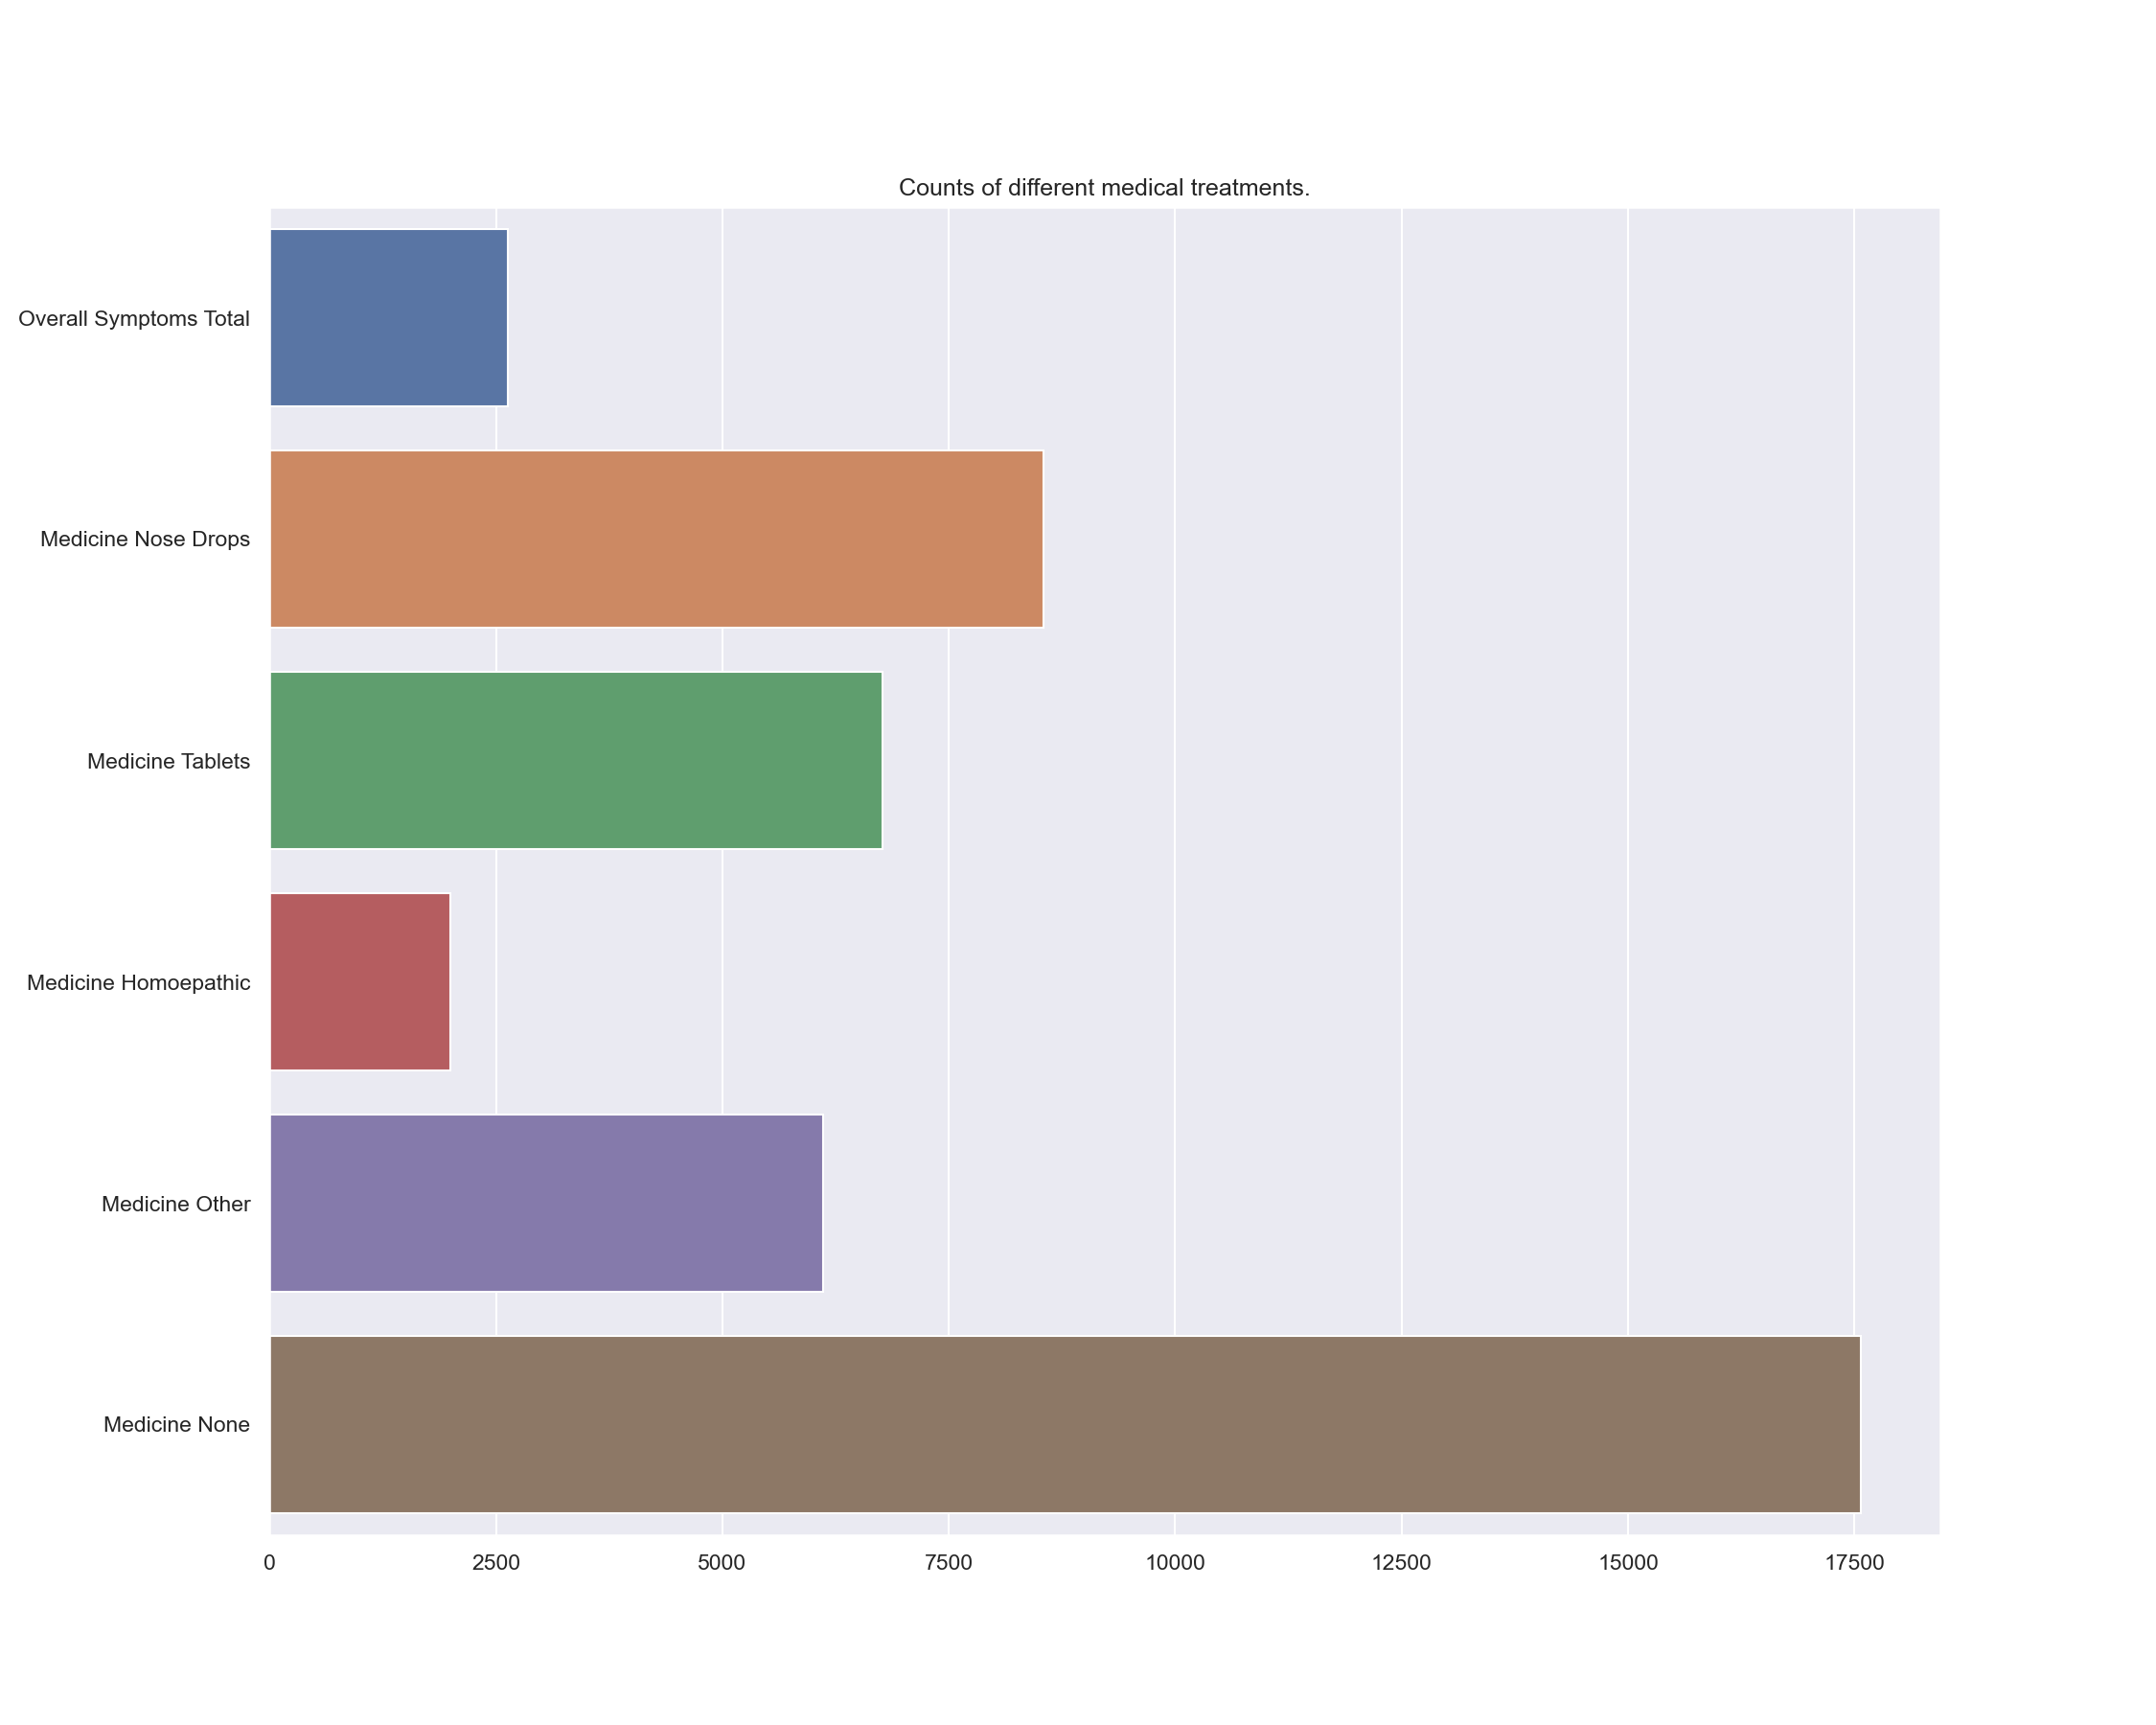 Counts of different medical treatments.
Overall Symptoms Total
Medicine Nose Drops
Medicine Tablets
Medicine Homoepathic
Medicine Other
Medicine None
0 2500 5000 7500 10000 12500 15000 17500